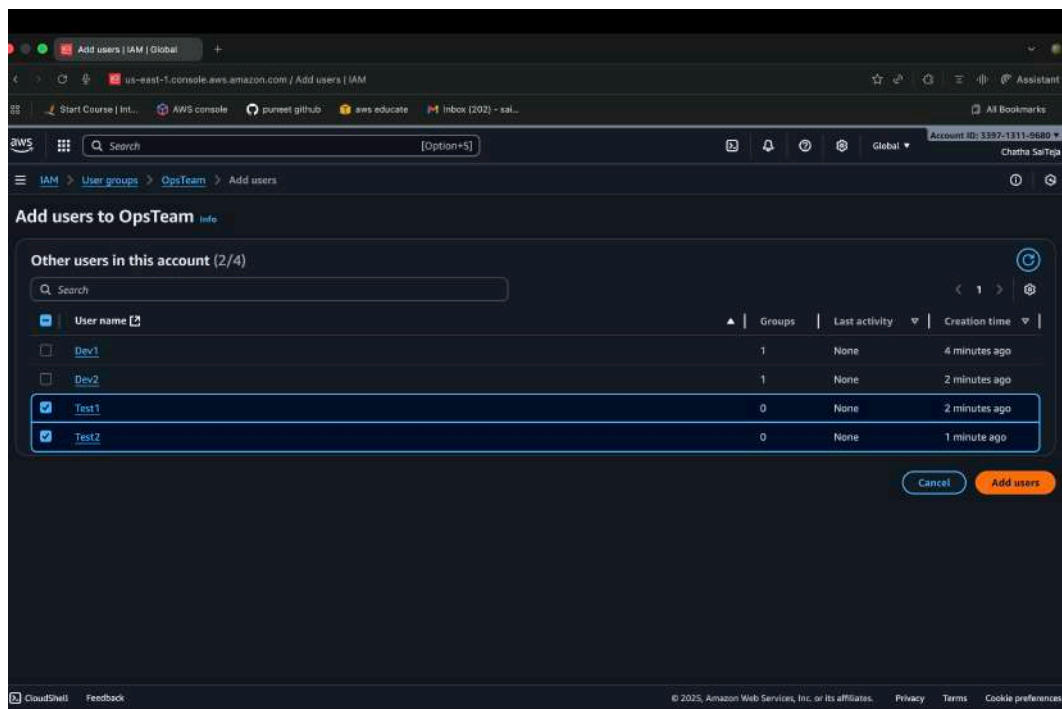 Add users | IAM | Global
us-east-1.console.aws.amazon.com / Add users | IAM
Assistant
Start Course | Int... AWS console puneet github aws educate Inbox (202) - sai...
All Bookmarks
aws Search [Option+S] Global Account ID: 3397-1311-9680
Chatha SaiTeja
IAM > User groups > OpsTeam > Add users
Add users to OpsTeam Info
Other users in this account (2/4)
Search
< 1 >
User name Groups Last activity Creation time
Dev1 1 None 4 minutes ago
Dev2 1 None 2 minutes ago
Test1 0 None 2 minutes ago
Test2 0 None 1 minute ago
Cancel Add users
CloudShell Feedback © 2025, Amazon Web Services, Inc. or its affiliates. Privacy Terms Cookie preferences